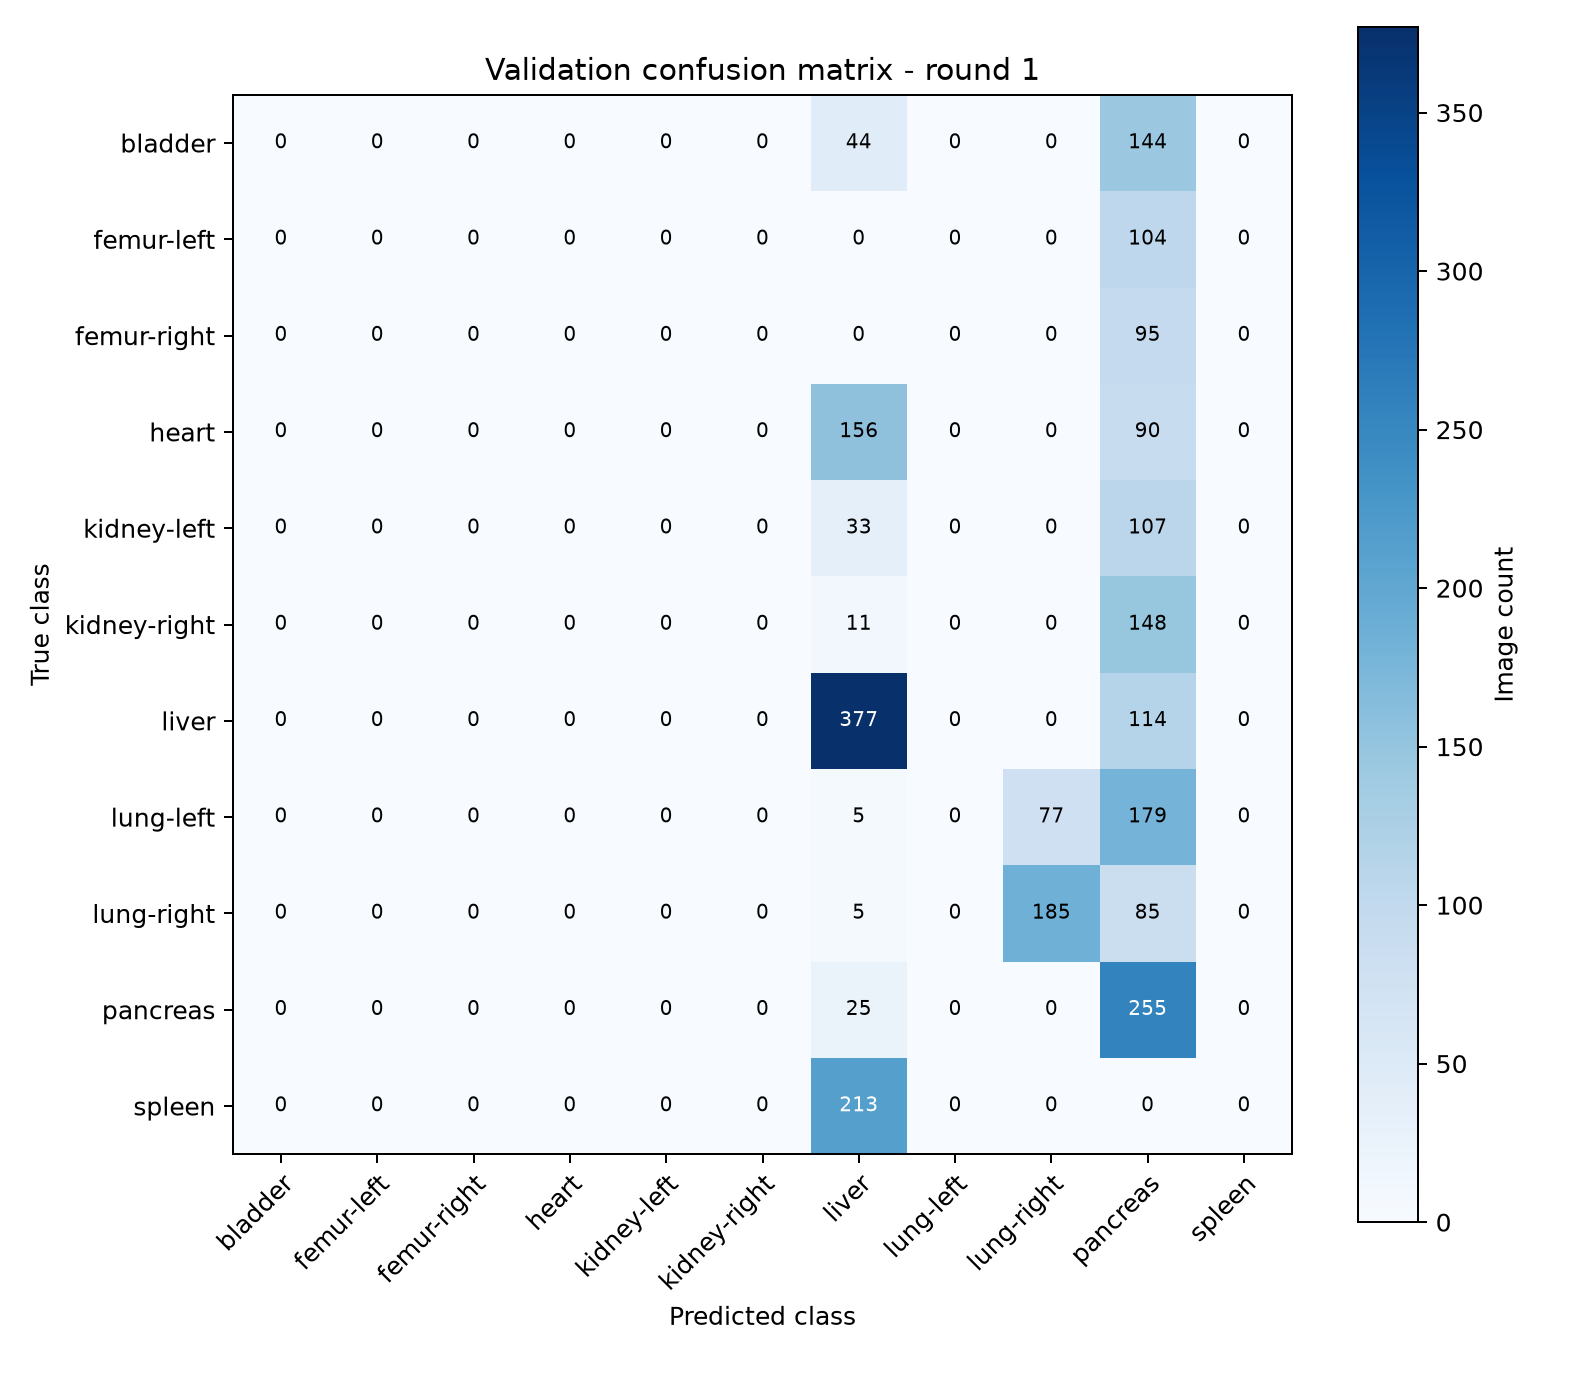 Validation confusion matrix - round 1
bladder 0 0 0 0 0 0 44 0 0 144 0
femur-left 0 0 0 0 0 0 0 0 0 104 0
femur-right 0 0 0 0 0 0 0 0 0 95 0
heart 0 0 0 0 0 0 156 0 0 90 0
kidney-left 0 0 0 0 0 0 33 0 0 107 0
kidney-right 0 0 0 0 0 0 11 0 0 148 0
liver 0 0 0 0 0 0 377 0 0 114 0
lung-left 0 0 0 0 0 0 5 0 77 179 0
lung-right 0 0 0 0 0 0 5 0 185 85 0
pancreas 0 0 0 0 0 0 25 0 0 255 0
spleen 0 0 0 0 0 0 213 0 0 0 0
bladder femur-left femur-right heart kidney-left kidney-right liver lung-left lung-right pancreas spleen
Predicted class
True class
350
300
250
200
150
100
50
0
Image count